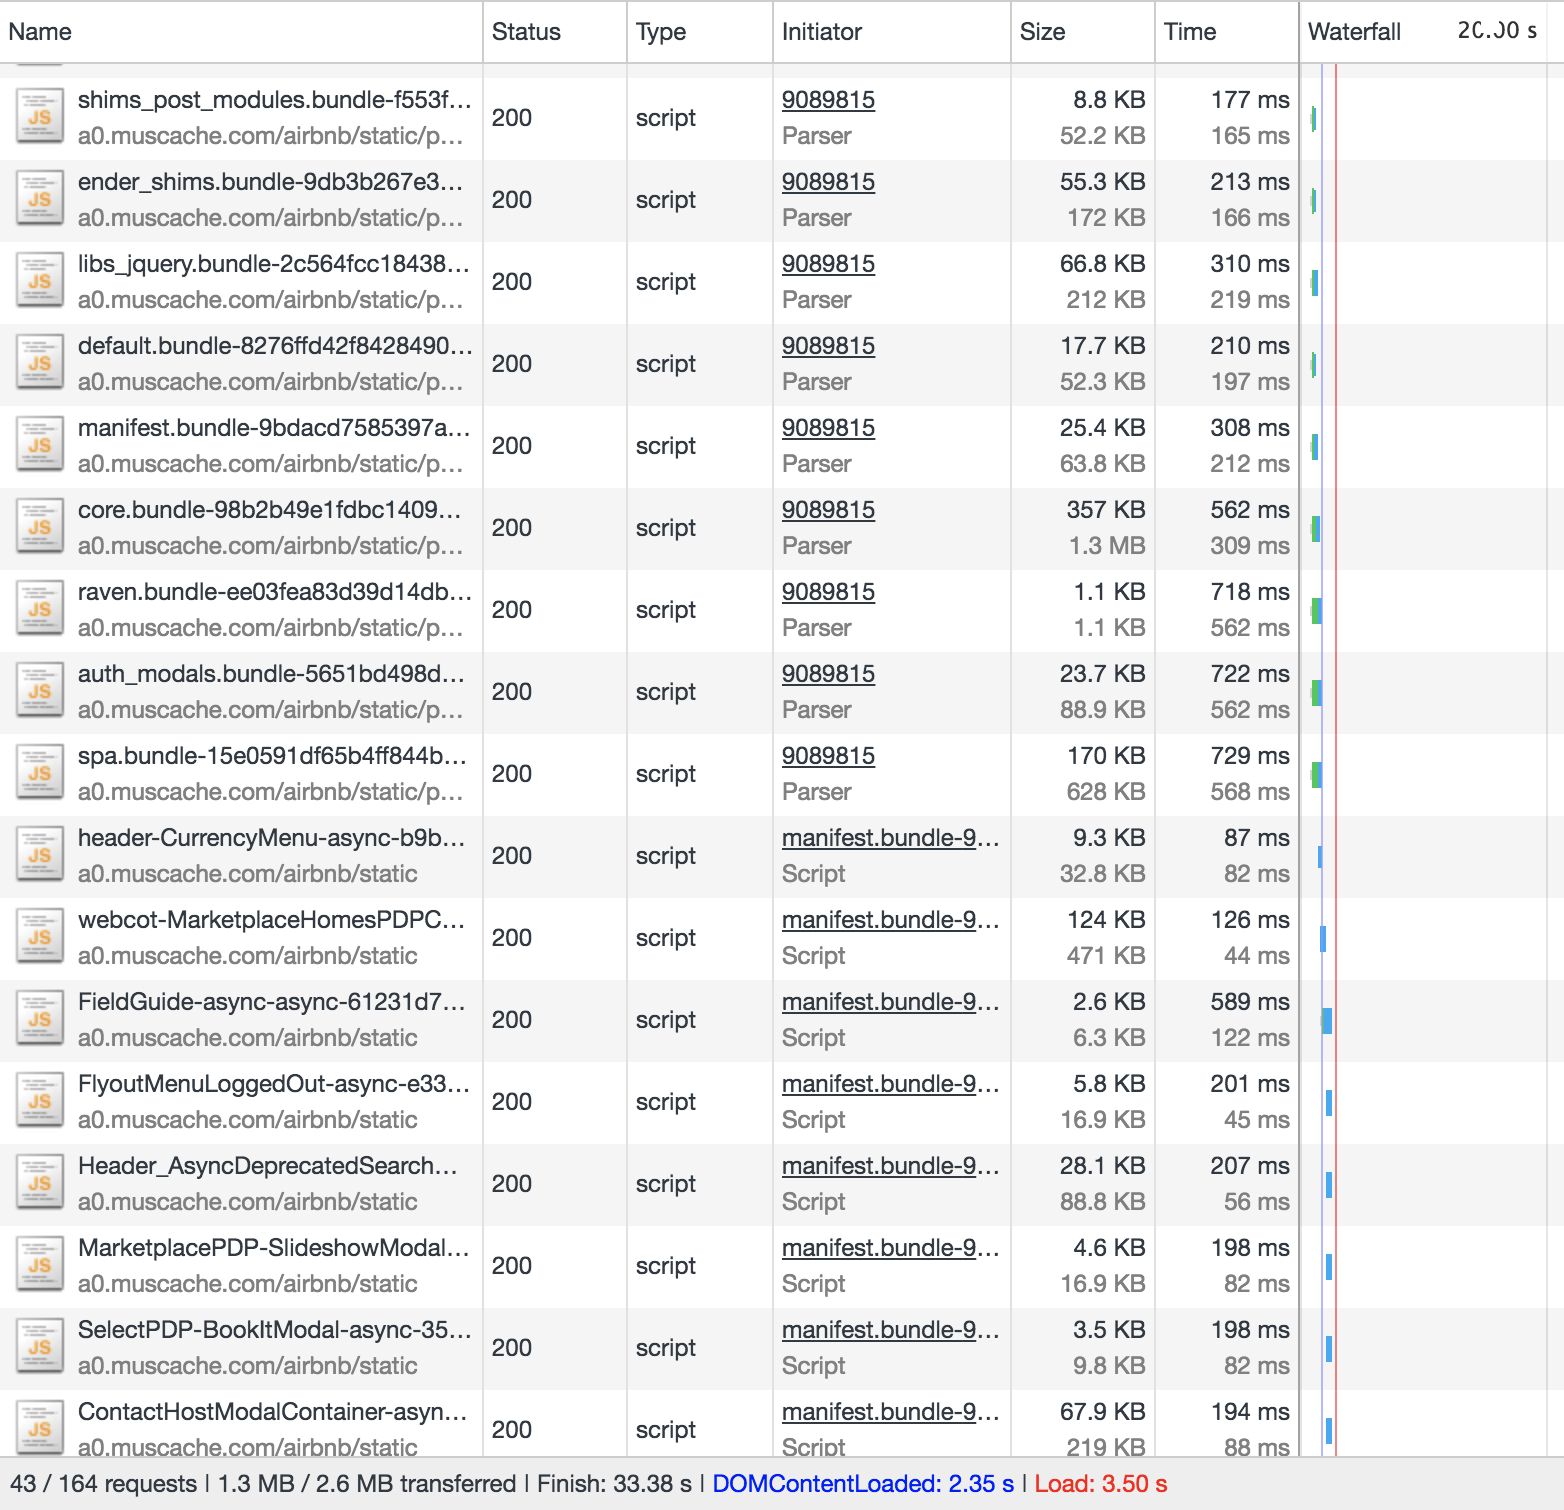 Name Status Type Initiator Size Time Waterfall
shims_post_modules.bundle-f553f... 200 script 9089815 8.8 KB 177 ms
JS a0.muscache.com/airbnb/static/p... Parser 52.2 KB 165 ms
ender_shims.bundle-9db3b267e3... 200 script 9089815 55.3 KB 213 ms
JS a0.muscache.com/airbnb/static/p... Parser 172 KB 166 ms
libs_jquery.bundle-2c564fcc18438... 200 script 9089815 66.8 KB 310 ms
JS a0.muscache.com/airbnb/static/p... Parser 212 KB 219 ms
default.bundle-8276ffd42f8428490... 200 script 9089815 17.7 KB 210 ms
JS a0.muscache.com/airbnb/static/p... Parser 52.3 KB 197 ms
manifest.bundle-9bdacd7585397a... 200 script 9089815 25.4 KB 308 ms
JS a0.muscache.com/airbnb/static/p... Parser 63.8 KB 212 ms
core.bundle-98b2b49e1fdbc1409... 200 script 9089815 357 KB 562 ms
JS a0.muscache.com/airbnb/static/p... Parser 1.3 MB 309 ms
raven.bundle-ee03fea83d39d14db... 200 script 9089815 1.1 KB 718 ms
JS a0.muscache.com/airbnb/static/p... Parser 1.1 KB 562 ms
auth_modals.bundle-5651bd498d... 200 script 9089815 23.7 KB 722 ms
JS a0.muscache.com/airbnb/static/p... Parser 88.9 KB 562 ms
spa.bundle-15e0591df65b4ff844b... 200 script 9089815 170 KB 729 ms
JS a0.muscache.com/airbnb/static/p... Parser 628 KB 568 ms
header-CurrencyMenu-async-b9b... 200 script manifest.bundle-9... 9.3 KB 87 ms
JS a0.muscache.com/airbnb/static Script 32.8 KB 82 ms
webcot-MarketplaceHomesPDPC... 200 script manifest.bundle-9... 124 KB 126 ms
JS a0.muscache.com/airbnb/static Script 471 KB 44 ms
FieldGuide-async-async-61231d7... 200 script manifest.bundle-9... 2.6 KB 589 ms
JS a0.muscache.com/airbnb/static Script 6.3 KB 122 ms
FlyoutMenuLoggedOut-async-e33... 200 script manifest.bundle-9... 5.8 KB 201 ms
JS a0.muscache.com/airbnb/static Script 16.9 KB 45 ms
Header_AsyncDeprecatedSearch... 200 script manifest.bundle-9... 28.1 KB 207 ms
JS a0.muscache.com/airbnb/static Script 88.8 KB 56 ms
MarketplacePDP-SlideshowModal... 200 script manifest.bundle-9... 4.6 KB 198 ms
JS a0.muscache.com/airbnb/static Script 16.9 KB 82 ms
SelectPDP-BookItModal-async-35... 200 script manifest.bundle-9... 3.5 KB 198 ms
JS a0.muscache.com/airbnb/static Script 9.8 KB 82 ms
ContactHostModalContainer-asyn... 200 script manifest.bundle-9... 67.9 KB 194 ms
JS a0.muscache.com/airbnb/static Script 219 KB 88 ms
43 / 164 requests | 1.3 MB / 2.6 MB transferred | Finish: 33.38 s | DOMContentLoaded: 2.35 s | Load: 3.50 s